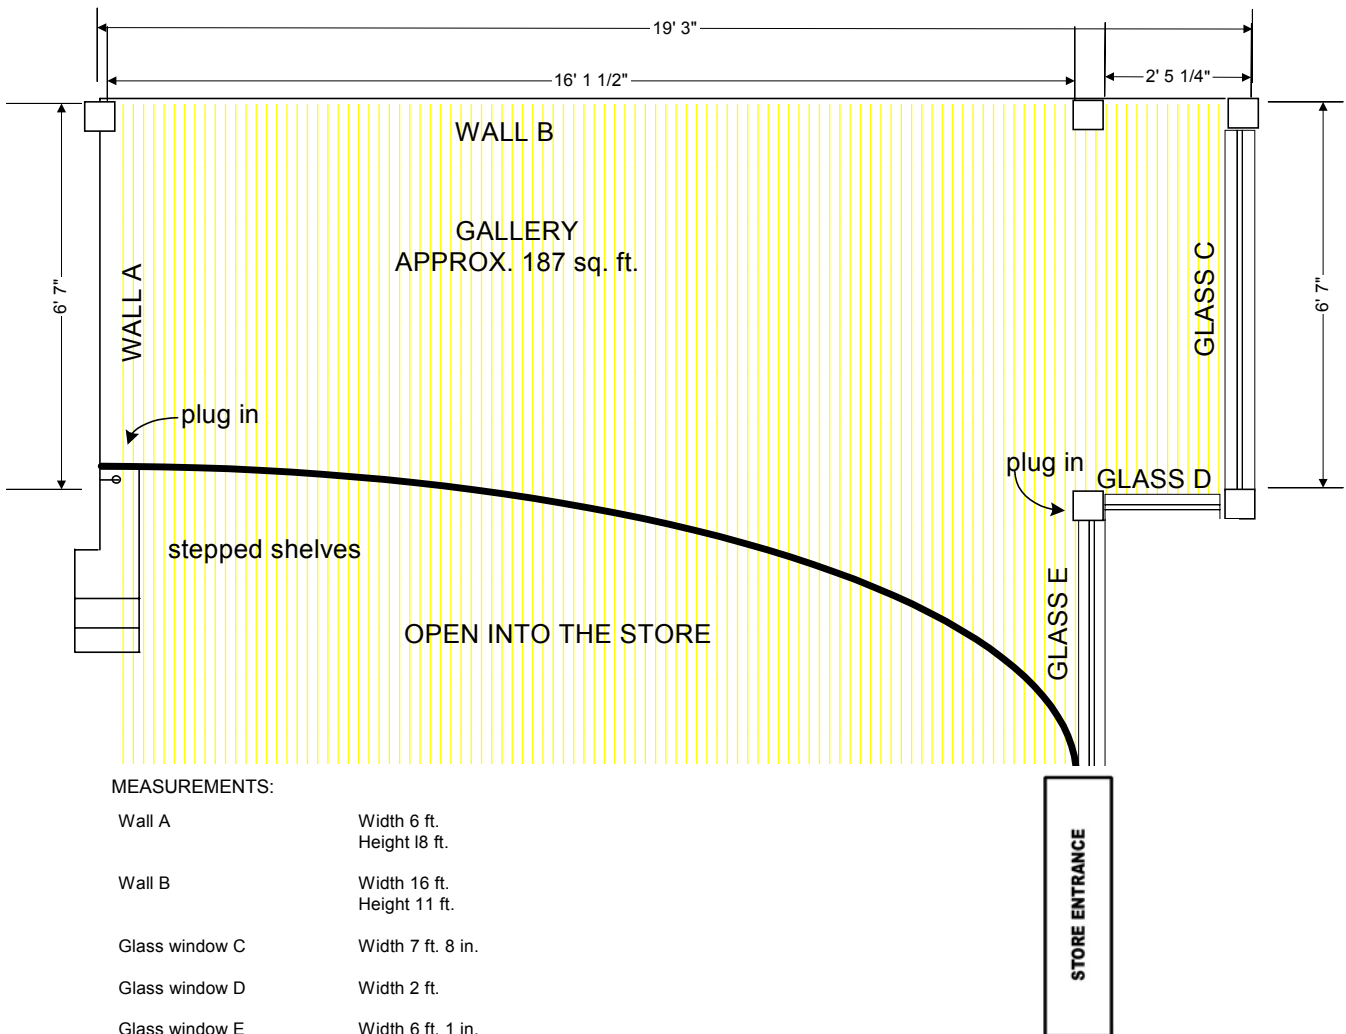 19' 3"
16' 1 1/2"
2' 5 1/4"
WALL B
GALLERY
APPROX. 187 sq. ft.
WALL A
6' 7"
GLASS C
6' 7"
plug in
plug in
GLASS D
stepped shelves
GLASS E
OPEN INTO THE STORE
MEASUREMENTS:
Wall A Width 6 ft.
Height l8 ft.
Wall B Width 16 ft.
Height 11 ft.
Glass window C Width 7 ft. 8 in.
Glass window D Width 2 ft.
Glass window E Width 6 ft. 1 in.
STORE ENTRANCE